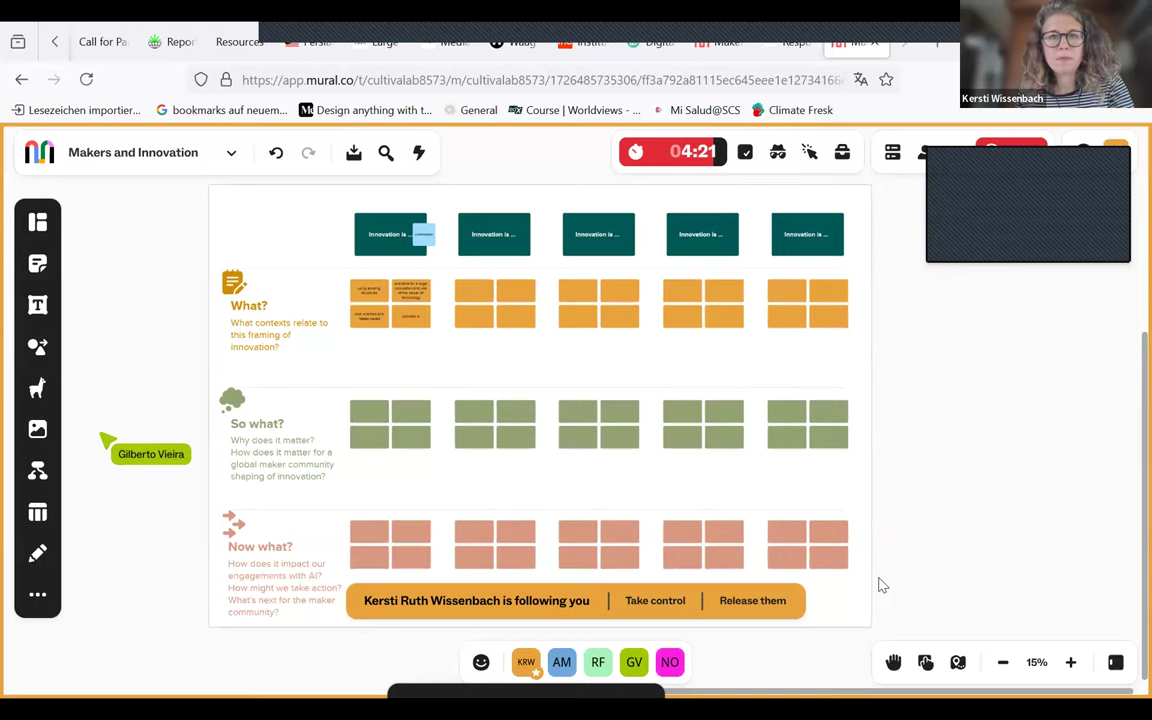 Call for Pa
Repor
Resources
Kersti Wissenbach
https://app.mural.co/t/cultivalab8573/m/cultivalab8573/1726485735306/ff3a792a81115ec645eee1e12734166
Lesezeichen importier...
bookmarks auf neuem...
Design anything with t...
General
Course | Worldviews - ...
Mi Salud@SCS
Climate Fresk
Makers and Innovation
04:21
Innovation is ...
Innovation is ...
Innovation is ...
Innovation is ...
Innovation is ...
What?
What contexts relate to
this framing of
innovation?
So what?
Why does it matter?
How does it matter for a
global maker community
shaping of innovation?
Gilberto Vieira
Now what?
How does it impact our
engagements with AI?
How might we take action?
What's next for the maker
community?
Kersti Ruth Wissenbach is following you
Take control
Release them
KRW
AM
RF
GV
NO
15%